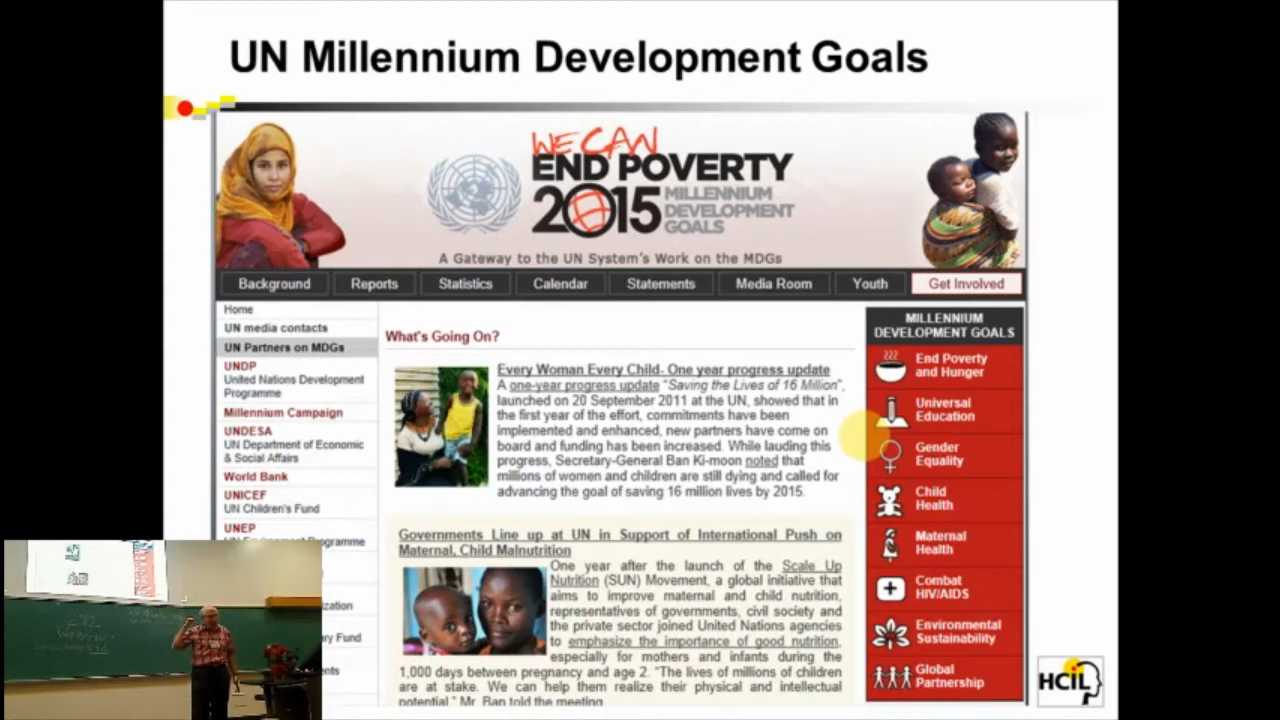 UN Millennium Development Goals
WE CAN
END POVERTY
2015 MILLENNIUM
DEVELOPMENT
GOALS
A Gateway to the UN System's Work on the MDGs
Background Reports Statistics Calendar Statements Media Room Youth Get Involved
Home
UN media contacts
UN Partners on MDGs
UNDP
United Nations Development
Programme
Millennium Campaign
UNDESA
UN Department of Economic
& Social Affairs
World Bank
UNICEF
UN Children's Fund
UNEP
UN Environment Programme
What's Going On?
Every Woman Every Child- One year progress update
A one-year progress update "Saving the Lives of 16 Million",
launched on 20 September 2011 at the UN, showed that in
the first year of the effort, commitments have been
implemented and enhanced, new partners have come on
board and funding has been increased. While lauding this
progress, Secretary-General Ban Ki-moon noted that
millions of women and children are still dying and called for
advancing the goal of saving 16 million lives by 2015.
Governments Line up at UN in Support of International Push on
Maternal, Child Malnutrition
One year after the launch of the Scale Up
Nutrition (SUN) Movement, a global initiative that
aims to improve maternal and child nutrition,
representatives of governments, civil society and
the private sector joined United Nations agencies
to emphasize the importance of good nutrition,
especially for mothers and infants during the
1,000 days between pregnancy and age 2. "The lives of millions of children
are at stake. We can help them realize their physical and intellectual
potential," Mr. Ban told the meeting
MILLENNIUM
DEVELOPMENT GOALS
End Poverty
and Hunger
Universal
Education
Gender
Equality
Child
Health
Maternal
Health
Combat
HIV/AIDS
Environmental
Sustainability
Global
Partnership
HCIL